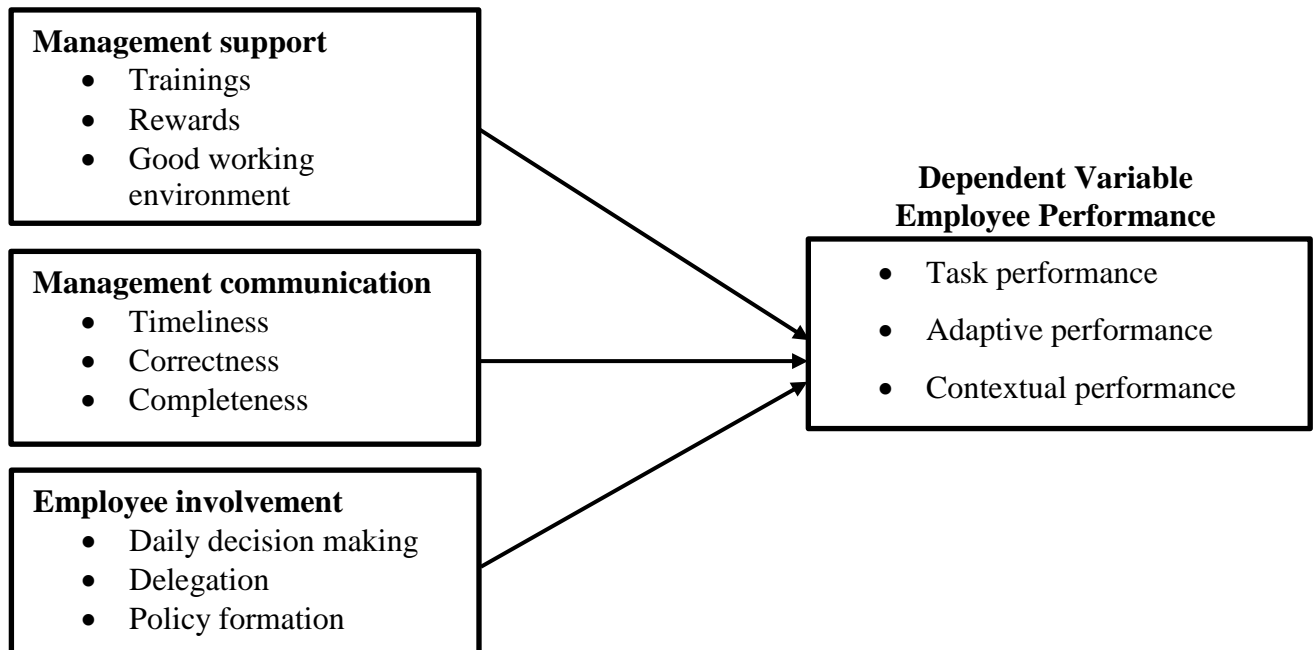 Management support
• Trainings
• Rewards
• Good working
environment
Management communication
• Timeliness
• Correctness
• Completeness
Employee involvement
• Daily decision making
• Delegation
• Policy formation
Dependent Variable
Employee Performance
• Task performance
• Adaptive performance
• Contextual performance